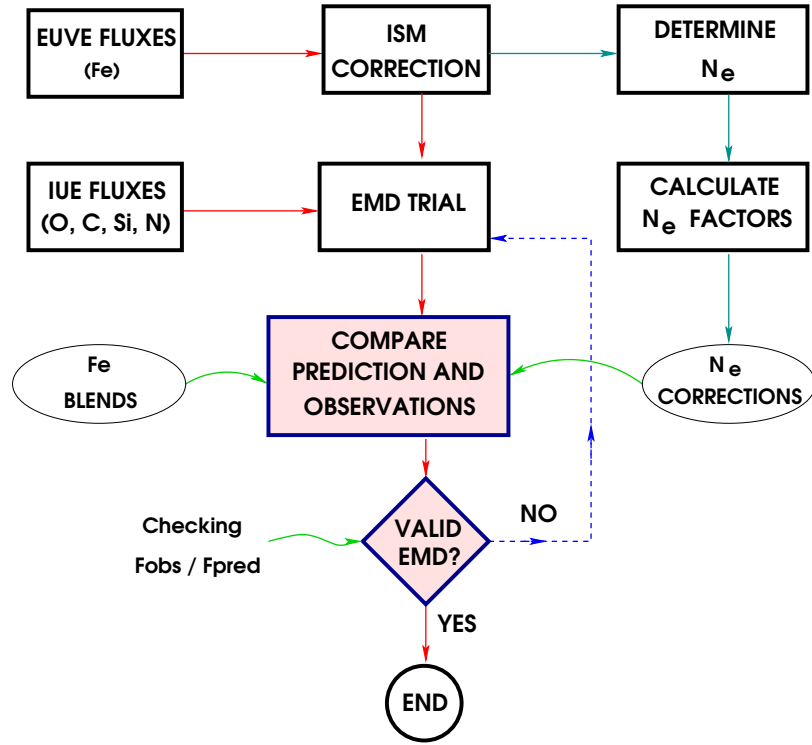 EUVE FLUXES
(Fe)
ISM
CORRECTION
DETERMINE
Ne
IUE FLUXES
(O, C, Si, N)
EMD TRIAL
CALCULATE
Ne FACTORS
Fe
BLENDS
COMPARE
PREDICTION AND
OBSERVATIONS
Ne
CORRECTIONS
Checking
Fobs / Fpred
VALID
EMD?
NO
YES
END